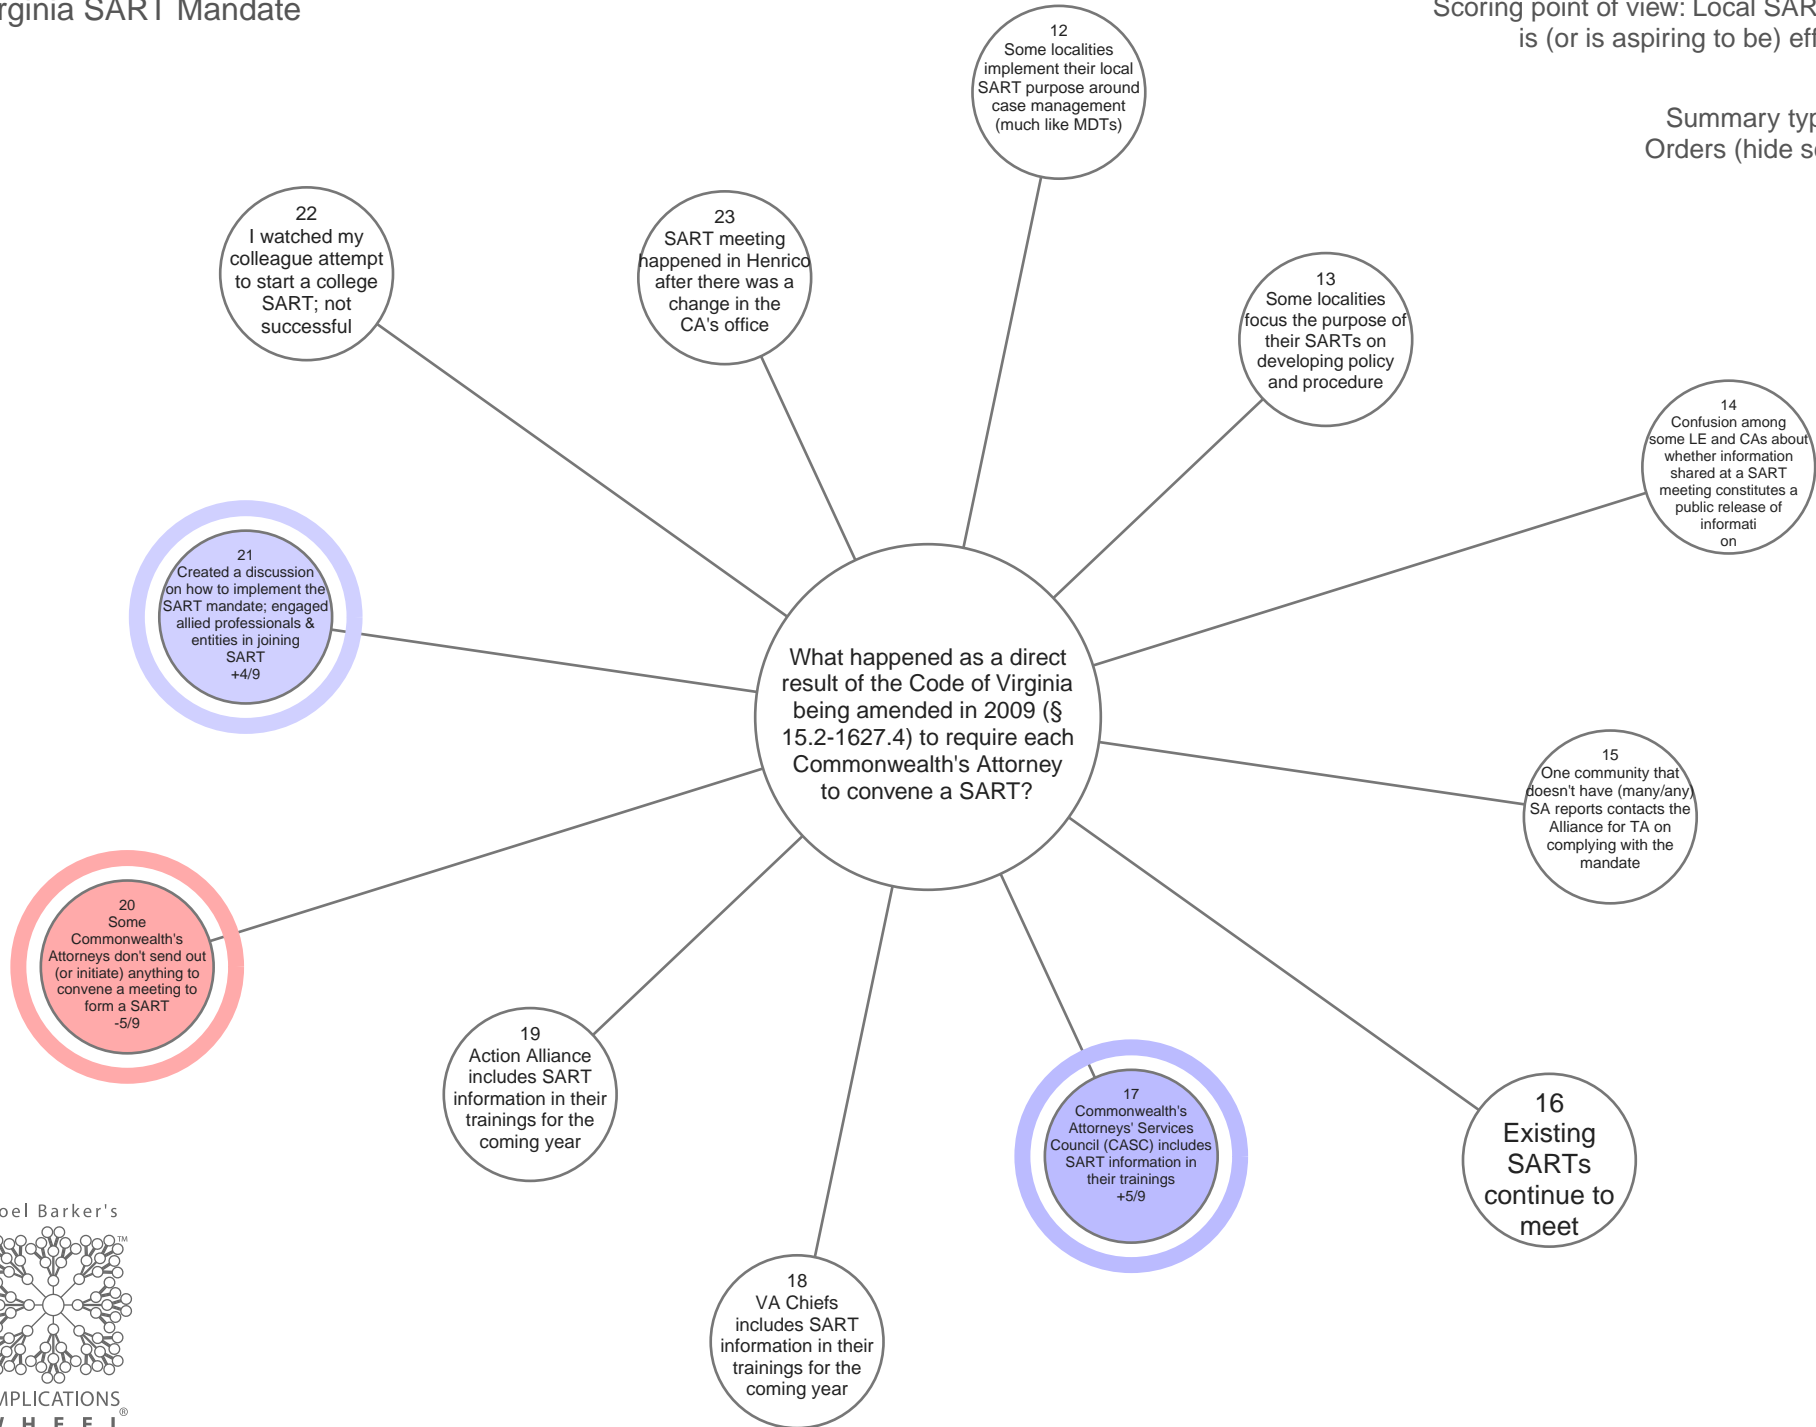 rginia SART Mandate
Scoring point of view: Local SAR
is (or is aspiring to be) eff
Summary typ
Orders (hide s
12
Some localities
implement their local
SART purpose around
case management
(much like MDTs)
22
I watched my
colleague attempt
to start a college
SART; not
successful
23
SART meeting
happened in Henrico
after there was a
change in the
CA's office
13
Some localities
focus the purpose of
their SARTs on
developing policy
and procedure
14
Confusion among
some LE and CAs about
whether information
shared at a SART
meeting constitutes a
public release of
informati
on
21
Created a discussion
on how to implement the
SART mandate; engaged
allied professionals &
entities in joining
SART
+4/9
What happened as a direct
result of the Code of Virginia
being amended in 2009 (§
15.2-1627.4) to require each
Commonwealth's Attorney
to convene a SART?
15
One community that
doesn't have (many/any)
SA reports contacts the
Alliance for TA on
complying with the
mandate
20
Some
Commonwealth's
Attorneys don't send out
(or initiate) anything to
convene a meeting to
form a SART
-5/9
19
Action Alliance
includes SART
information in their
trainings for the
coming year
17
Commonwealth's
Attorneys' Services
Council (CASC) includes
SART information in
their trainings
+5/9
16
Existing
SARTs
continue to
meet
18
VA Chiefs
includes SART
information in their
trainings for the
coming year
oel Barker's
TM
MPLICATIONS
®
W H E E L